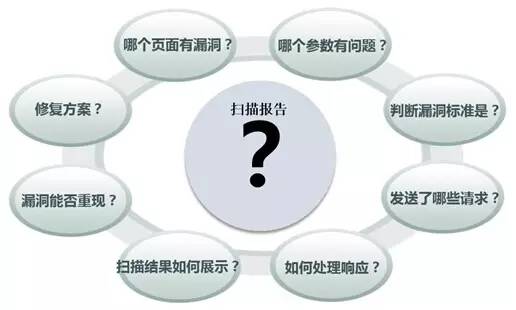 哪个页面有漏洞？
哪个参数有问题？
修复方案？
扫描报告
?
判断漏洞标准是？
漏洞能否重现？
发送了哪些请求？
扫描结果如何展示？
如何处理响应？